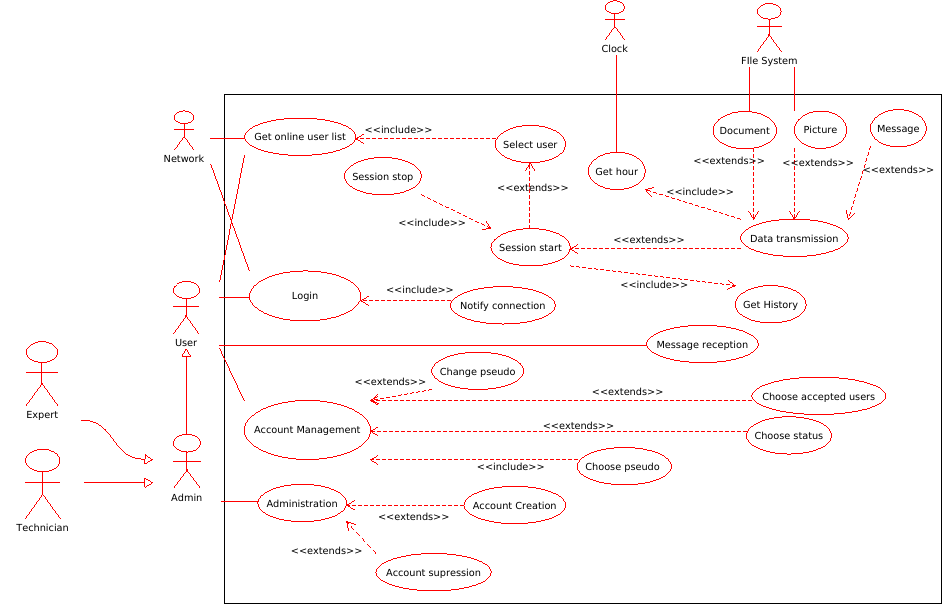 Clock
FIle System
Network
Get online user list
<<include>>
Select user
Document
Picture
Message
<<extends>>
<<extends>>
<<extends>>
Session stop
Get hour
<<extends>>
<<include>>
<<include>>
Session start
<<extends>>
Data transmission
<<include>>
User
Login
<<include>>
Notify connection
Get History
Message reception
Change pseudo
<<extends>>
<<extends>>
Choose accepted users
Expert
Account Management
<<extends>>
Choose status
<<include>>
Choose pseudo
Admin
Administration
<<extends>>
Account Creation
Technician
<<extends>>
Account supression